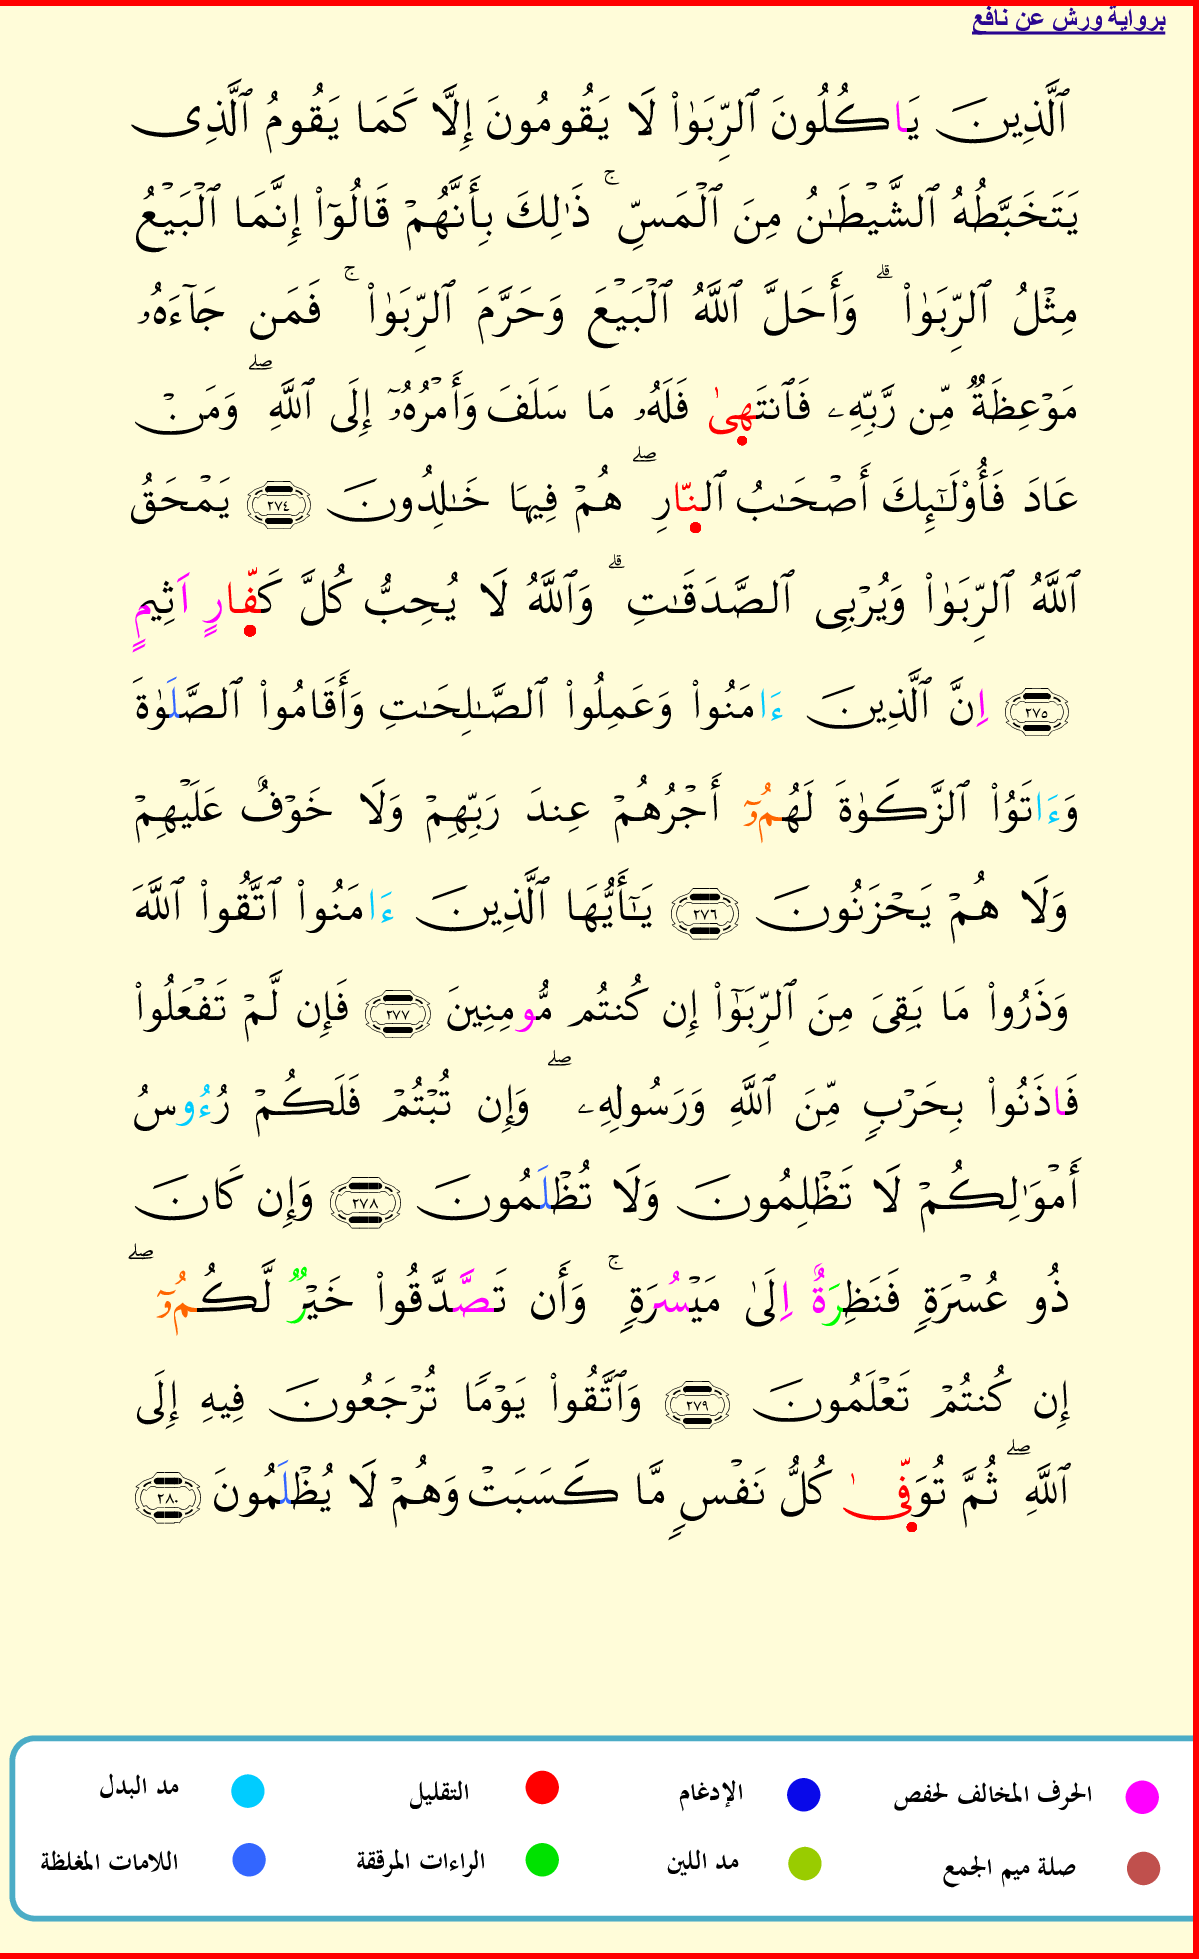 برواية ورش عن نافع
ٱلَّذِينَ يَاكُلُونَ ٱلرِّبَوٰا۟ لَا يَقُومُونَ إِلَّا كَمَا يَقُومُ ٱلَّذِى
يَتَخَبَّطُهُ ٱلشَّيْطَـٰنُ مِنَ ٱلْمَسِّ ۚ ذَٰلِكَ بِأَنَّهُمْ قَالُوٓا۟ إِنَّمَا ٱلْبَيْعُ
مِثْلُ ٱلرِّبَوٰا۟ ۗ وَأَحَلَّ ٱللَّهُ ٱلْبَيْعَ وَحَرَّمَ ٱلرِّبَوٰا۟ ۚ فَمَن جَآءَهُۥ
مَوْعِظَةٌ مِّن رَّبِّهِۦ فَٱنتَهِىٰ فَلَهُۥ مَا سَلَفَ وَأَمْرُهُۥٓ إِلَى ٱللَّهِ ۖ وَمَنْ
عَادَ فَأُو۟لَـٰٓئِكَ أَصْحَـٰبُ ٱلنّارِ ۖ هُمْ فِيهَا خَـٰلِدُونَ ٢٧٤ يَمْحَقُ
ٱللَّهُ ٱلرِّبَوٰا۟ وَيُرْبِى ٱلصَّدَقَـٰتِ ۗ وَٱللَّهُ لَا يُحِبُّ كُلَّ كَفّارٍ اَثِيمٍ
٢٧٥ اِنَّ ٱلَّذِينَ ءَامَنُوا۟ وَعَمِلُوا۟ ٱلصَّـٰلِحَـٰتِ وَأَقَامُوا۟ ٱلصَّلَوٰةَ
وَءَاتَوُا۟ ٱلزَّكَوٰةَ لَهُمُۥٓ أَجْرُهُمْ عِندَ رَبِّهِمْ وَلَا خَوْفٌ عَلَيْهِمْ
وَلَا هُمْ يَحْزَنُونَ ٢٧٦ يَـٰٓأَيُّهَا ٱلَّذِينَ ءَامَنُوا۟ ٱتَّقُوا۟ ٱللَّهَ
وَذَرُوا۟ مَا بَقِىَ مِنَ ٱلرِّبَوٰٓا۟ إِن كُنتُم مُّومِنِينَ ٢٧٧ فَإِن لَّمْ تَفْعَلُوا۟
فَاذَنُوا۟ بِحَرْبٍ مِّنَ ٱللَّهِ وَرَسُولِهِۦ ۖ وَإِن تُبْتُمْ فَلَكُمْ رُءُوسُ
أَمْوَٰلِكُمْ لَا تَظْلِمُونَ وَلَا تُظْلَمُونَ ٢٧٨ وَإِن كَانَ
ذُو عُسْرَةٍ فَنَظِرَةٌ اِلَىٰ مَيْسُرَةٍ ۚ وَأَن تَصَّدَّقُوا۟ خَيْرٌ لَّكُمُۥٓ ۖ
إِن كُنتُمْ تَعْلَمُونَ ٢٧٩ وَٱتَّقُوا۟ يَوْمًا تُرْجَعُونَ فِيهِ إِلَى
ٱللَّهِ ۖ ثُمَّ تُوَفّىٰ كُلُّ نَفْسٍ مَّا كَسَبَتْ وَهُمْ لَا يُظْلَمُونَ ٢٨٠
الحرف المخالف لحفص الإدغام التقليل مد البدل
صلة ميم الجمع مد اللين الراءات المرققة اللامات المغلظة